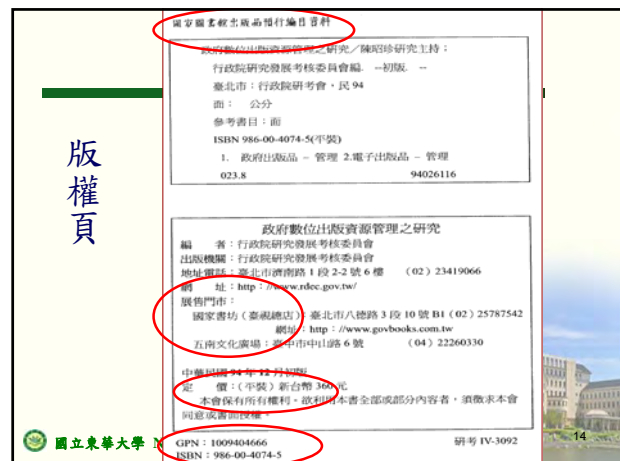 國家圖書館出版品預行編目資料
政府數位出版資源管理之研究／陳昭珍研究主持；
行政院研究發展考核委員會編. --初版. --
臺北市：行政院研考會，民 94
面： 公分
參考書目：面
ISBN 986-00-4074-5(平裝)
1. 政府出版品 － 管理 2.電子出版品 － 管理
023.8 94026116
版權頁
政府數位出版資源管理之研究
編 者：行政院研究發展考核委員會
出版機關：行政院研究發展考核委員會
地址電話：臺北市濟南路 1 段 2-2 號 6 樓 （02）23419066
網 址：http：//www.rdec.gov.tw/
展售門市：
國家書坊（臺視總店）：臺北市八德路 3 段 10 號 B1（02）25787542
網址：http：//www.govbooks.com.tw
五南文化廣場：臺中市中山路 6 號 （04）22260330
中華民國 94 年 12 月初版
定 價：（平裝）新台幣 360 元
本會保有所有權利。欲利用本書全部或部分內容者，須徵求本會
同意或書面授權。
GPN：1009404666 研考 IV-3092
ISBN：986-00-4074-5
國立東華大學 N
14